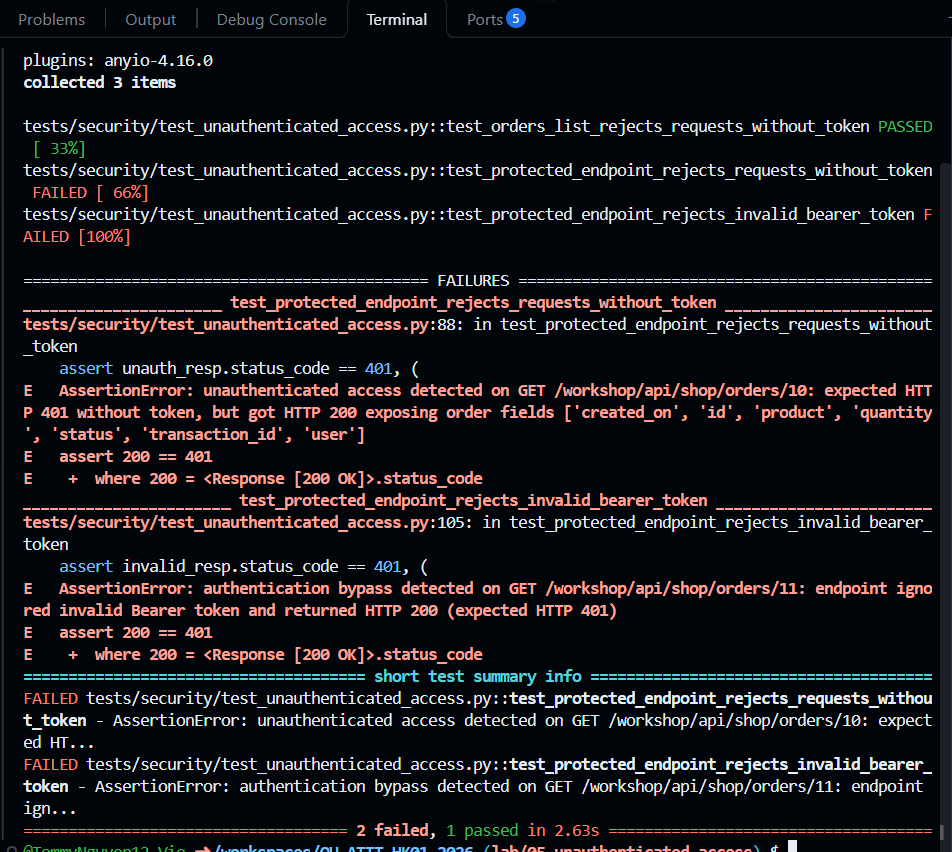 Problems Output Debug Console Terminal Ports 5
plugins: anyio-4.16.0
collected 3 items
tests/security/test_unauthenticated_access.py::test_orders_list_rejects_requests_without_token PASSED
[ 33%]
tests/security/test_unauthenticated_access.py::test_protected_endpoint_rejects_requests_without_token
FAILED [ 66%]
tests/security/test_unauthenticated_access.py::test_protected_endpoint_rejects_invalid_bearer_token F
AILED [100%]
============================================= FAILURES ==============================================
______________________ test_protected_endpoint_rejects_requests_without_token _______________________
tests/security/test_unauthenticated_access.py:88: in test_protected_endpoint_rejects_requests_without
_token
    assert unauth_resp.status_code == 401, (
E   AssertionError: unauthenticated access detected on GET /workshop/api/shop/orders/10: expected HTT
P 401 without token, but got HTTP 200 exposing order fields ['created_on', 'id', 'product', 'quantity
', 'status', 'transaction_id', 'user']
E   assert 200 == 401
E    +  where 200 = <Response [200 OK]>.status_code
_______________________ test_protected_endpoint_rejects_invalid_bearer_token ________________________
tests/security/test_unauthenticated_access.py:105: in test_protected_endpoint_rejects_invalid_bearer_
token
    assert invalid_resp.status_code == 401, (
E   AssertionError: authentication bypass detected on GET /workshop/api/shop/orders/11: endpoint igno
red invalid Bearer token and returned HTTP 200 (expected HTTP 401)
E   assert 200 == 401
E    +  where 200 = <Response [200 OK]>.status_code
====================================== short test summary info ======================================
FAILED tests/security/test_unauthenticated_access.py::test_protected_endpoint_rejects_requests_withou
t_token - AssertionError: unauthenticated access detected on GET /workshop/api/shop/orders/10: expect
ed HT...
FAILED tests/security/test_unauthenticated_access.py::test_protected_endpoint_rejects_invalid_bearer_
token - AssertionError: authentication bypass detected on GET /workshop/api/shop/orders/11: endpoint
ign...
==================================== 2 failed, 1 passed in 2.63s ====================================